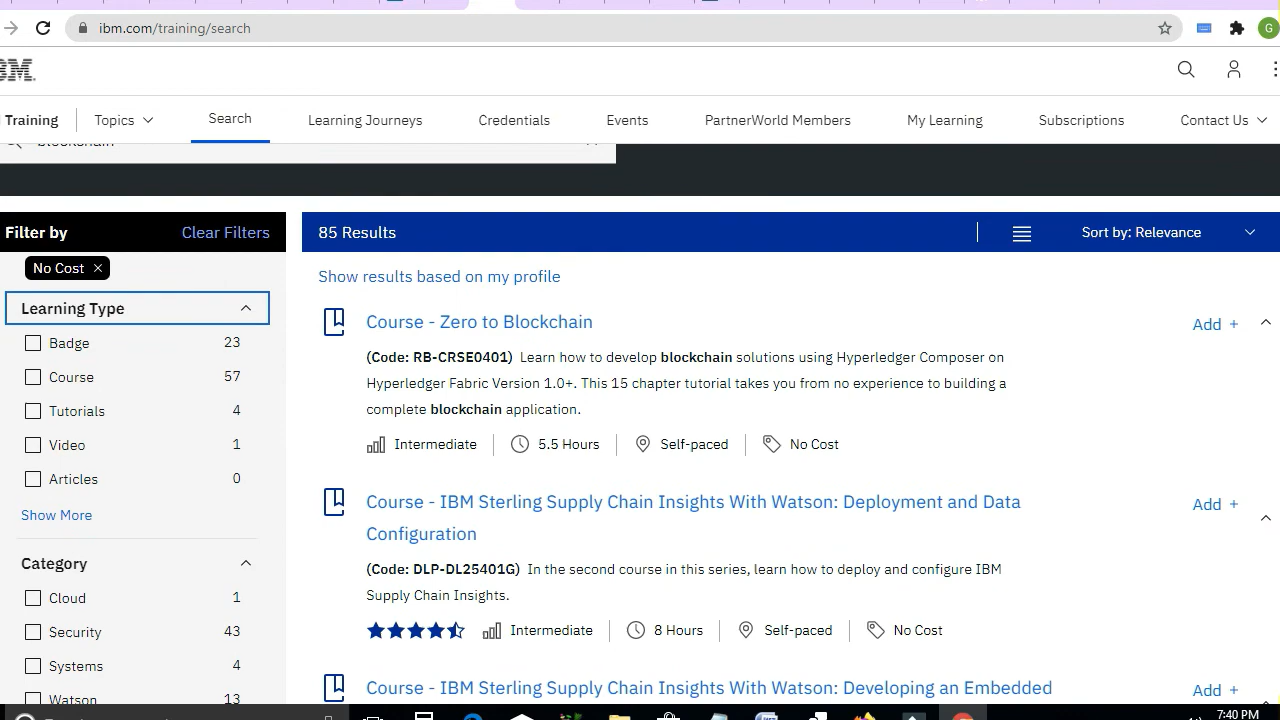 ibm.com/training/search
G
IBM
Training
Topics
Search
Learning Journeys
Credentials
Events
PartnerWorld Members
My Learning
Subscriptions
Contact Us
blockchain
Filter by
Clear Filters
No Cost ×
Learning Type
Badge 23
Course 57
Tutorials 4
Video 1
Articles 0
Show More
Category
Cloud 1
Security 43
Systems 4
Watson 13
85 Results
Sort by: Relevance
Show results based on my profile
Course - Zero to Blockchain
Add +
(Code: RB-CRSE0401) Learn how to develop blockchain solutions using Hyperledger Composer on
Hyperledger Fabric Version 1.0+. This 15 chapter tutorial takes you from no experience to building a
complete blockchain application.
Intermediate
5.5 Hours
Self-paced
No Cost
Course - IBM Sterling Supply Chain Insights With Watson: Deployment and Data
Configuration
Add +
(Code: DLP-DL25401G) In the second course in this series, learn how to deploy and configure IBM
Supply Chain Insights.
Intermediate
8 Hours
Self-paced
No Cost
Course - IBM Sterling Supply Chain Insights With Watson: Developing an Embedded
Add +
7:40 PM